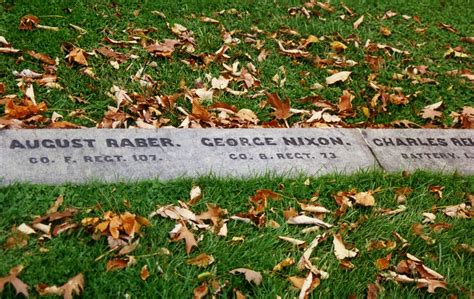 AUGUST RABER. GEORGE NIXON. CHARLES
CO. F. REGT. 107. CO. B. REGT. 73 BATTERY.